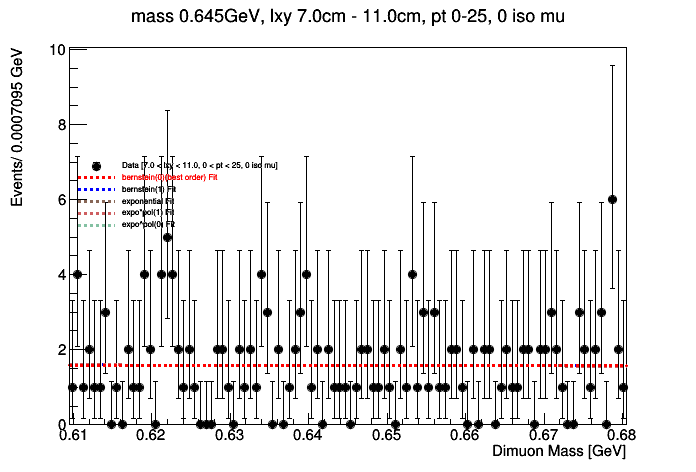 mass 0.645GeV, lxy 7.0cm - 11.0cm, pt 0-25, 0 iso mu
Events/ 0.0007095 GeV
10
8
Data [7.0 < lxy < 11.0, 0 < pt < 25, 0 iso mu]
bernstein(0)(best order) Fit
bernstein(1) Fit
6
exponential Fit
expo*pol(1) Fit
expo*pol(0) Fit
4
2
0
0.61 0.62 0.63 0.64 0.65 0.66 0.67 0.68
Dimuon Mass [GeV]